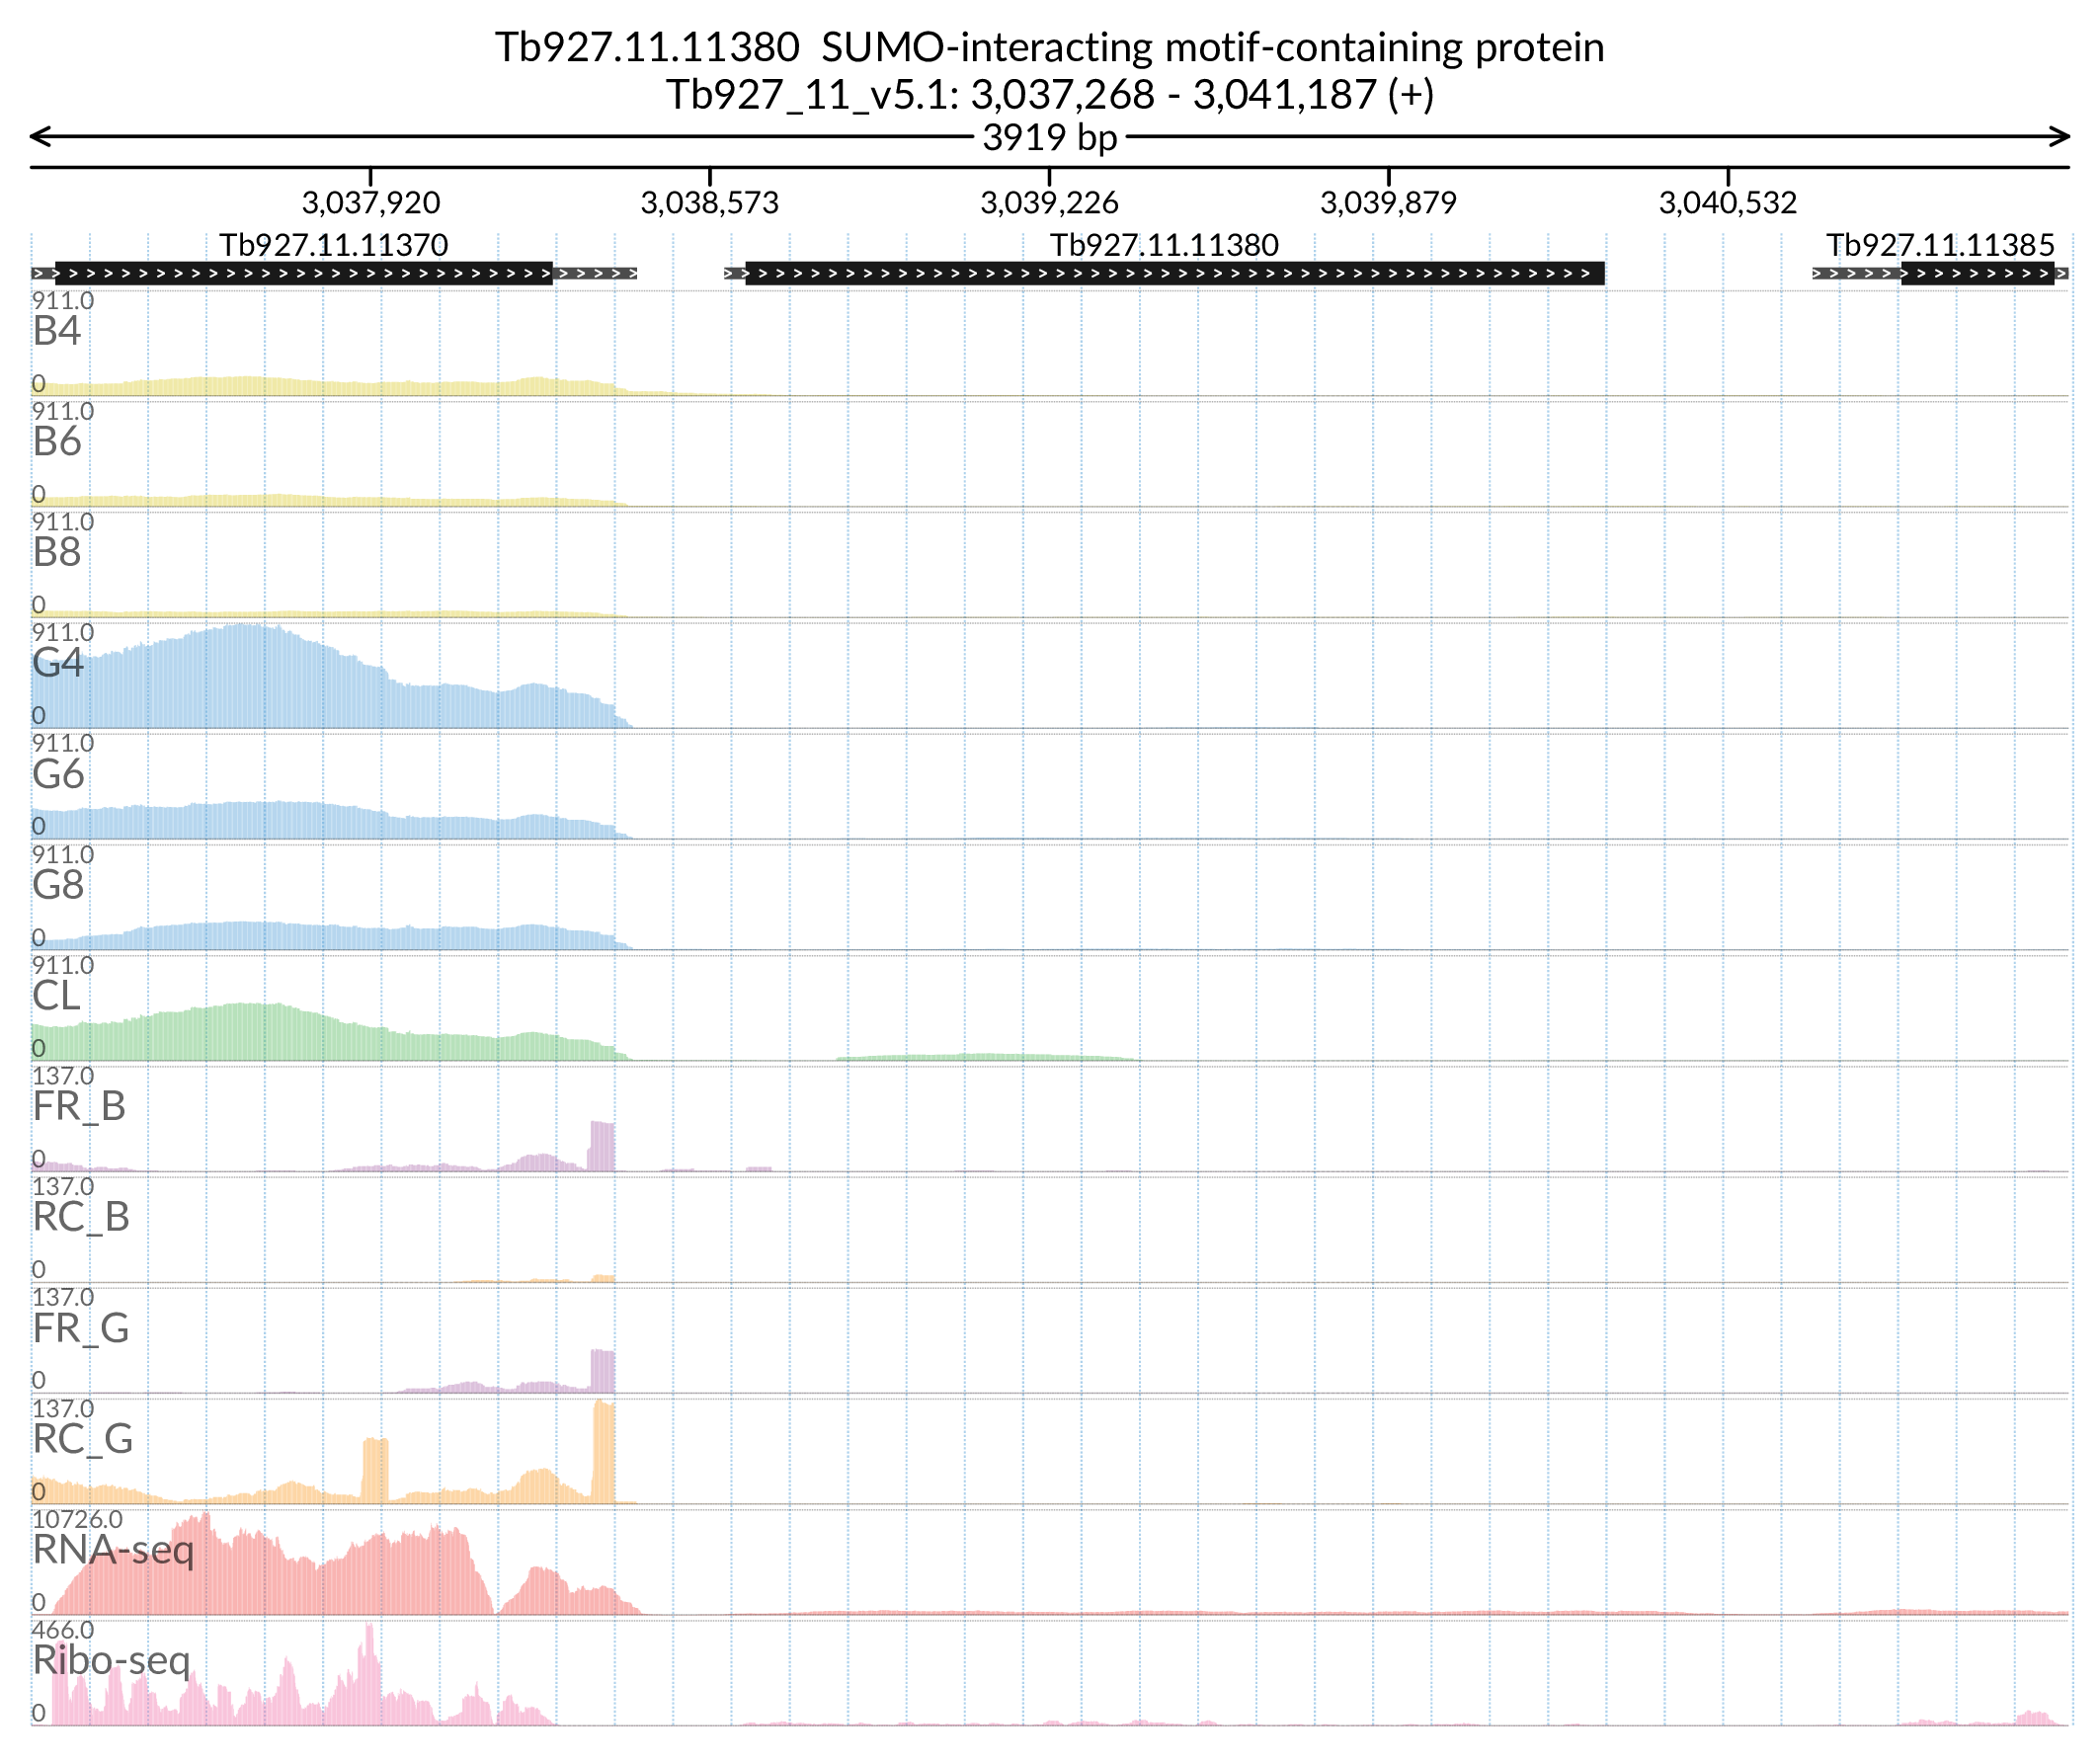 Tb927.11.11380  SUMO-interacting motif-containing protein
Tb927_11_v5.1: 3,037,268 - 3,041,187 (+)
3919 bp
3,037,920 3,038,573 3,039,226 3,039,879 3,040,532
Tb927.11.11370 Tb927.11.11380 Tb927.11.11385
911.0
B4
0
911.0
B6
0
911.0
B8
0
911.0
G4
0
911.0
G6
0
911.0
G8
0
911.0
CL
0
137.0
FR_B
0
137.0
RC_B
0
137.0
FR_G
0
137.0
RC_G
0
10726.0
RNA-seq
0
466.0
Ribo-seq
0